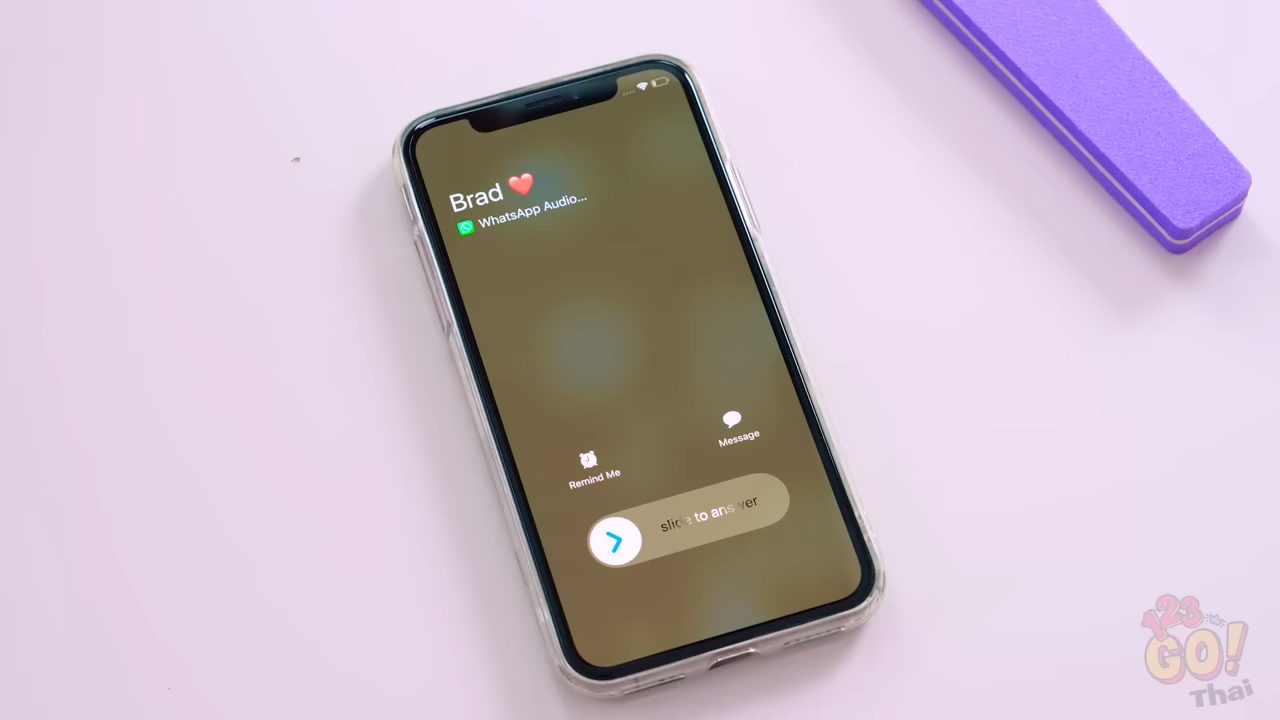 Brad ❤️
WhatsApp Audio...
Message
Remind Me
slide to answer
123
GO!
Thai